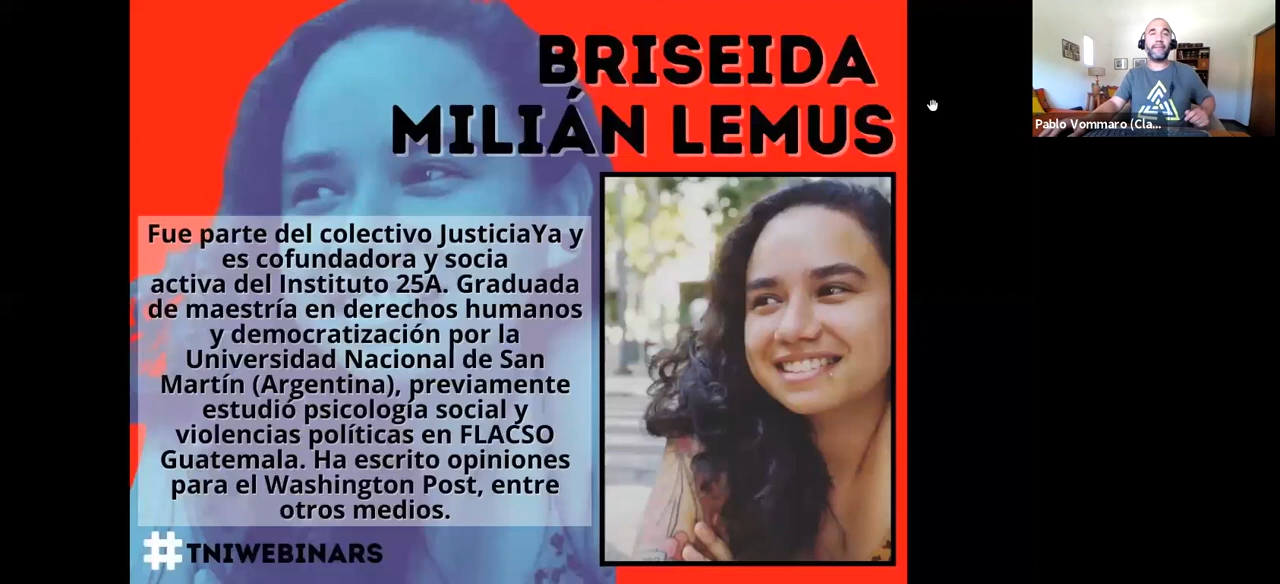 BRISEIDA
MILIÁN LEMUS
Fue parte del colectivo JusticiaYa y
es cofundadora y socia
activa del Instituto 25A. Graduada
de maestría en derechos humanos
y democratización por la
Universidad Nacional de San
Martín (Argentina), previamente
estudió psicología social y
violencias políticas en FLACSO
Guatemala. Ha escrito opiniones
para el Washington Post, entre
otros medios.
#TNIWEBINARS
Pablo Vommaro (Cla...